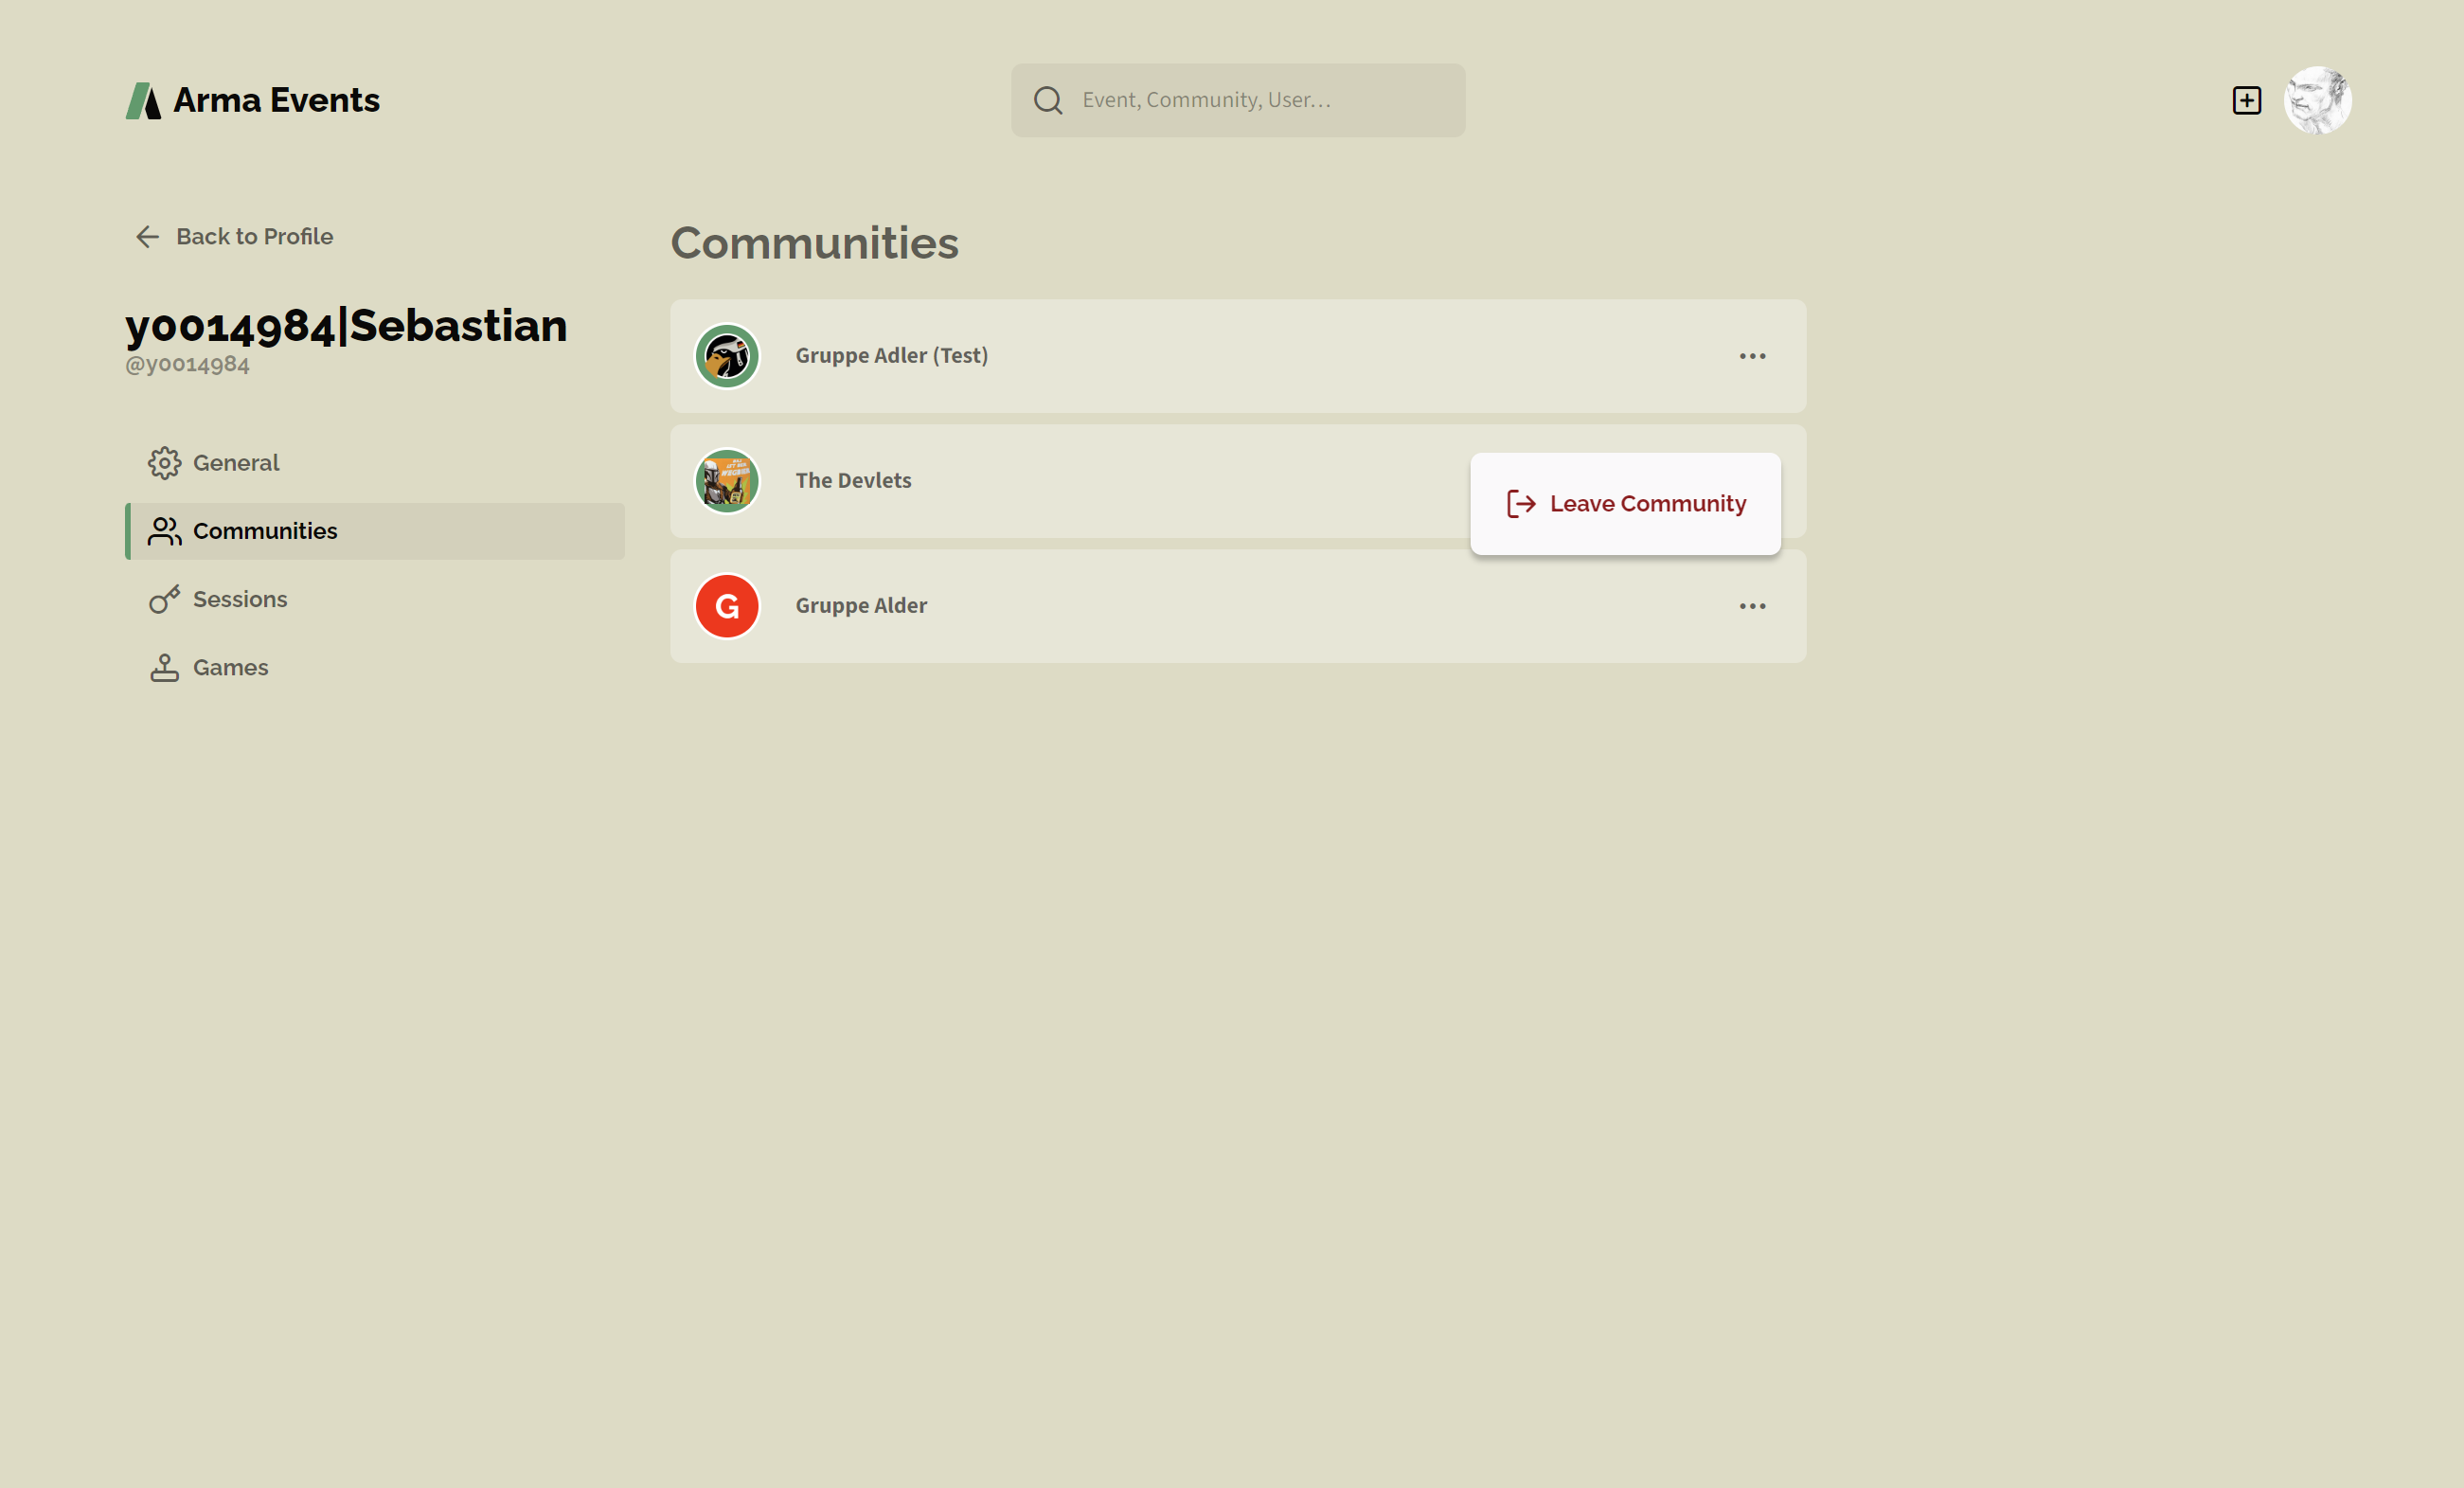 Arma Events
Event, Community, User...
Back to Profile
y0014984|Sebastian
@y0014984
General
Communities
Sessions
Games
Communities
Gruppe Adler (Test)
The Devlets
Leave Community
G
Gruppe Alder